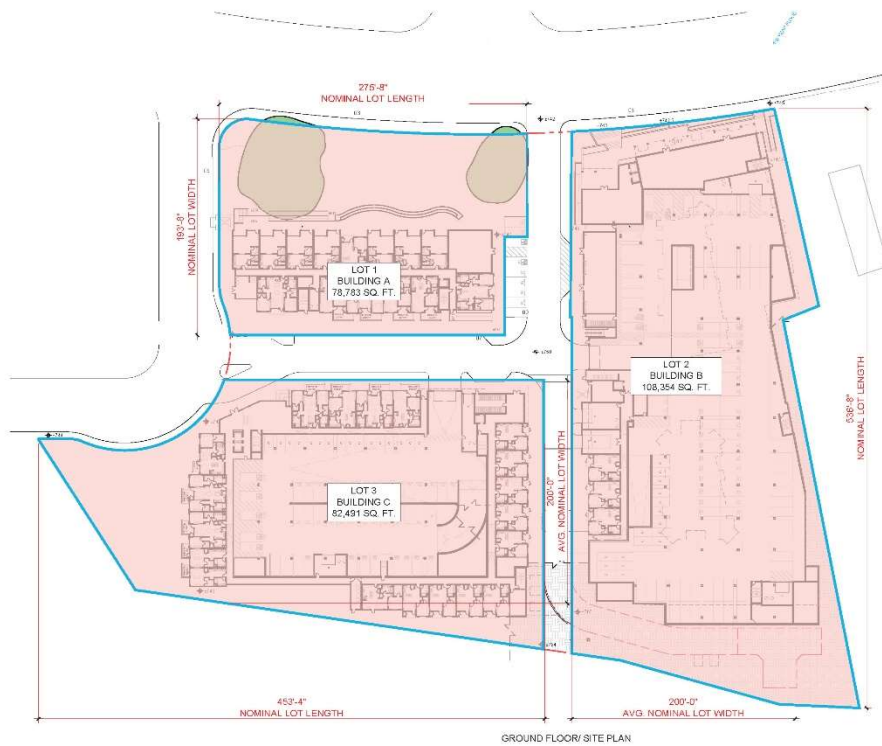 275'-8"
NOMINAL LOT LENGTH
193'-8"
NOMINAL LOT WIDTH
LOT 1
BUILDING A
78,783 SQ. FT.
LOT 2
BUILDING B
108,354 SQ. FT.
536'-8"
NOMINAL LOT LENGTH
LOT 3
BUILDING C
82,491 SQ. FT.
200'-0"
AVG. NOMINAL LOT WIDTH
453'-4"
NOMINAL LOT LENGTH
200'-0"
AVG. NOMINAL LOT WIDTH
GROUND FLOOR/ SITE PLAN